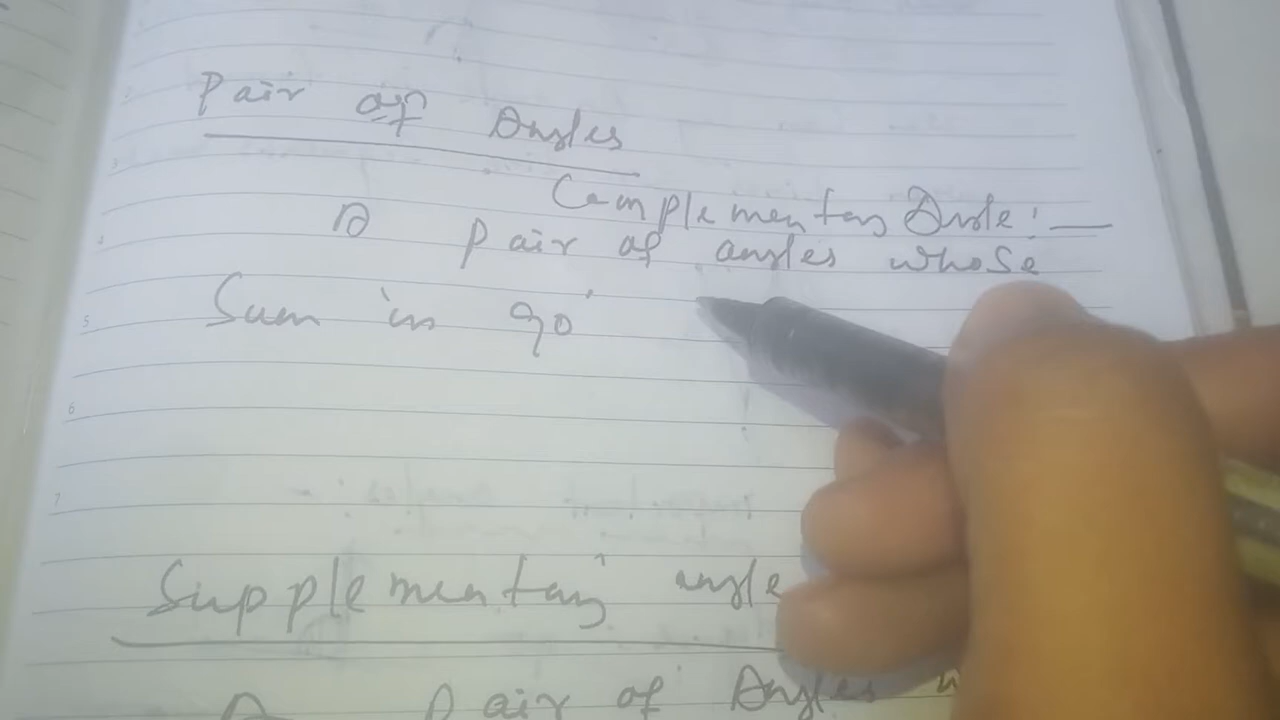 Pair of Angles
Complementary Angle:—
A pair of angles whose
Sum is 90°
Supplementary angle
A pair of Angles